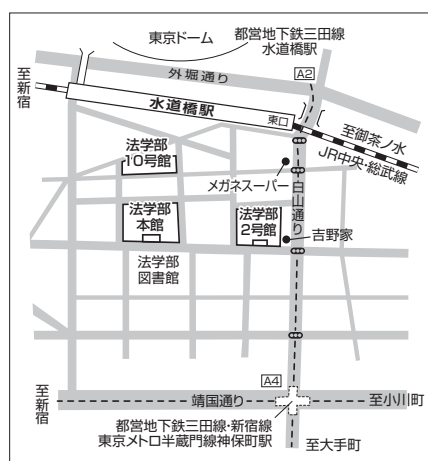 東京ドーム
都営地下鉄三田線
水道橋駅
外堀通り
A2
至新宿
水道橋駅
東口
至御茶ノ水
JR中央・総武線
法学部
10号館
メガネスーパー
白山通り
法学部
本館
法学部
2号館
吉野家
法学部
図書館
A4
至新宿
靖国通り
至小川町
都営地下鉄三田線・新宿線
東京メトロ半蔵門線神保町駅
至大手町